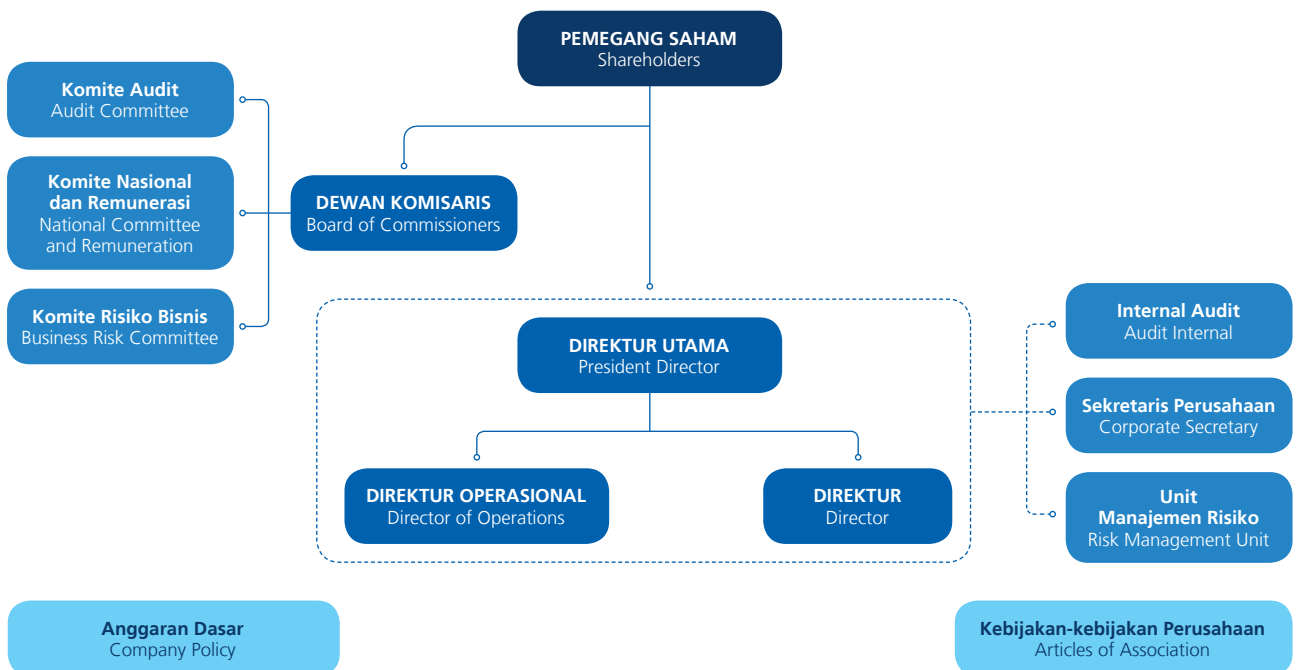 PEMEGANG SAHAM
Shareholders
Komite Audit
Audit Committee
Komite Nasional
dan Remunerasi
National Committee
and Remuneration
DEWAN KOMISARIS
Board of Commissioners
Komite Risiko Bisnis
Business Risk Committee
DIREKTUR UTAMA
President Director
Internal Audit
Audit Internal
Sekretaris Perusahaan
Corporate Secretary
DIREKTUR OPERASIONAL
Director of Operations
DIREKTUR
Director
Unit
Manajemen Risiko
Risk Management Unit
Anggaran Dasar
Company Policy
Kebijakan-kebijakan Perusahaan
Articles of Association